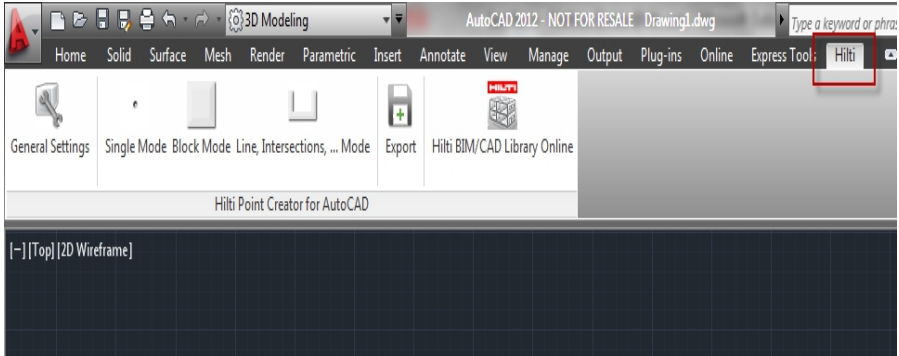 3D Modeling AutoCAD 2012 - NOT FOR RESALE Drawing1.dwg Type a keyword or phras
Home Solid Surface Mesh Render Parametric Insert Annotate View Manage Output Plug-ins Online Express Tools Hilti
HILTI
General Settings Single Mode Block Mode Line, Intersections, ... Mode Export Hilti BIM/CAD Library Online
Hilti Point Creator for AutoCAD
[−] [Top] [2D Wireframe]